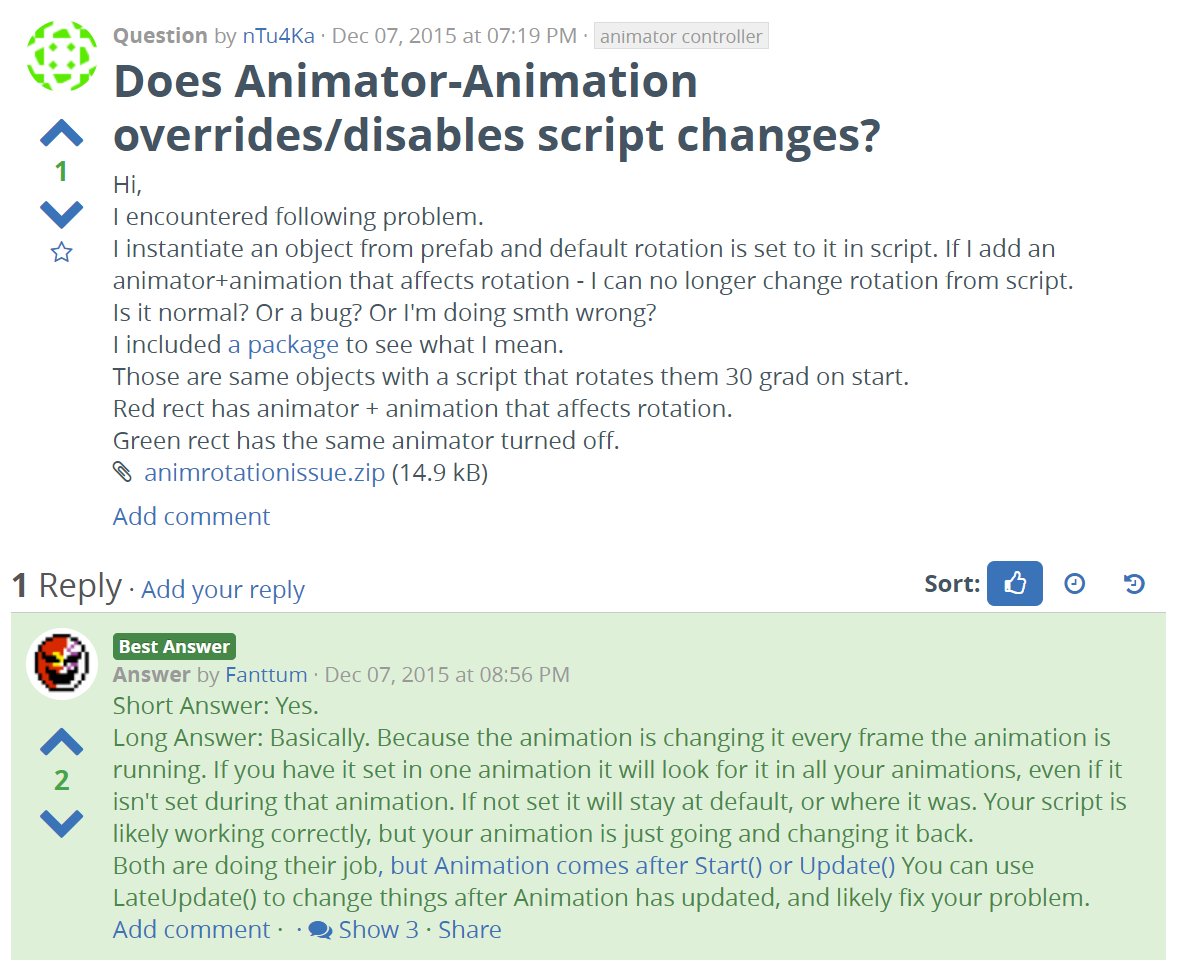 Question by nTu4Ka · Dec 07, 2015 at 07:19 PM · animator controller
Does Animator-Animation
overrides/disables script changes?
1
Hi,
I encountered following problem.
I instantiate an object from prefab and default rotation is set to it in script. If I add an
animator+animation that affects rotation - I can no longer change rotation from script.
Is it normal? Or a bug? Or I'm doing smth wrong?
I included a package to see what I mean.
Those are same objects with a script that rotates them 30 grad on start.
Red rect has animator + animation that affects rotation.
Green rect has the same animator turned off.
animrotationissue.zip (14.9 kB)
Add comment
1 Reply · Add your reply
Sort:
Best Answer
Answer by Fanttum · Dec 07, 2015 at 08:56 PM
2
Short Answer: Yes.
Long Answer: Basically. Because the animation is changing it every frame the animation is
running. If you have it set in one animation it will look for it in all your animations, even if it
isn't set during that animation. If not set it will stay at default, or where it was. Your script is
likely working correctly, but your animation is just going and changing it back.
Both are doing their job, but Animation comes after Start() or Update() You can use
LateUpdate() to change things after Animation has updated, and likely fix your problem.
Add comment · · Show 3 · Share